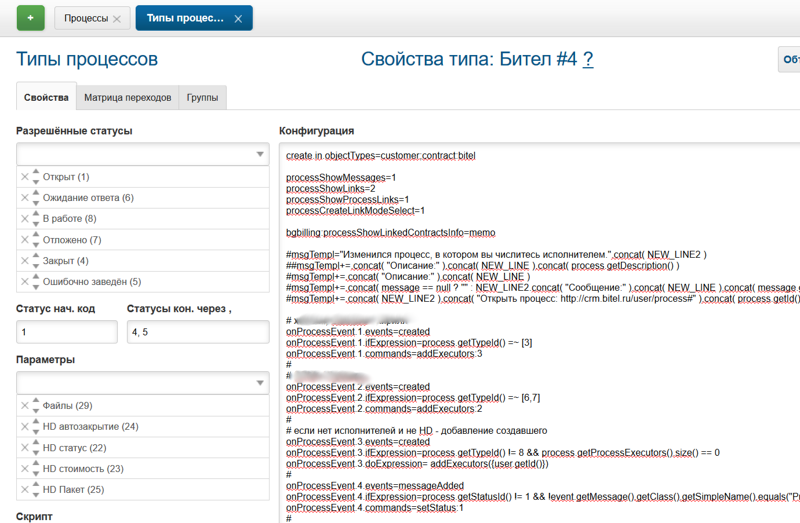 +
Процессы
Типы процес...
Типы процессов
Свойства типа: Бител #4 ?
Об
Свойства
Матрица переходов
Группы
Разрешённые статусы
Открыт (1)
Ожидание ответа (6)
В работе (8)
Отложено (7)
Закрыт (4)
Ошибочно заведён (5)
Статус нач. код
Статусы кон. через ,
1
4, 5
Параметры
Файлы (29)
HD автозакрытие (24)
HD статус (22)
HD стоимость (23)
HD Пакет (25)
Скрипт
Конфигурация
create.in.objectTypes=customer;contract:bitel
processShowMessages=1
processShowLinks=2
processShowProcessLinks=1
processCreateLinkModeSelect=1
bgbilling:processShowLinkedContractsInfo=memo
#msgTempl="Изменился процесс, в котором вы числитесь исполнителем.".concat( NEW_LINE2 )
##msgTempl+=.concat( "Описание:" ).concat( NEW_LINE ).concat( process.getDescription() )
#msgTempl+=.concat( "Описание:" ).concat( NEW_LINE )
#msgTempl+=.concat( message == null ? "" : NEW_LINE2.concat( "Сообщение:" ).concat( NEW_LINE ).concat( message.
#msgTempl+=.concat( NEW_LINE2 ).concat( "Открыть процесс: http://crm.bitel.ru/user/process#" ).concat( process.getId()
#
onProcessEvent.1.events=created
onProcessEvent.1.ifExpression=process.getTypeId() =~ [3]
onProcessEvent.1.commands=addExecutors:3
#
#
onProcessEvent.2.events=created
onProcessEvent.2.ifExpression=process.getTypeId() =~ [6,7]
onProcessEvent.2.commands=addExecutors:2
#
# если нет исполнителей и не HD - добавление создавшего
onProcessEvent.3.events=created
onProcessEvent.3.ifExpression=process.getTypeId() != 8 && process.getProcessExecutors().size() == 0
onProcessEvent.3.doExpression= addExecutors({user.getId()})
#
onProcessEvent.4.events=messageAdded
onProcessEvent.4.ifExpression=process.getStatusId() != 1 && !event.getMessage().getClass().getSimpleName().equals("Pr
onProcessEvent.4.commands=setStatus:1
#